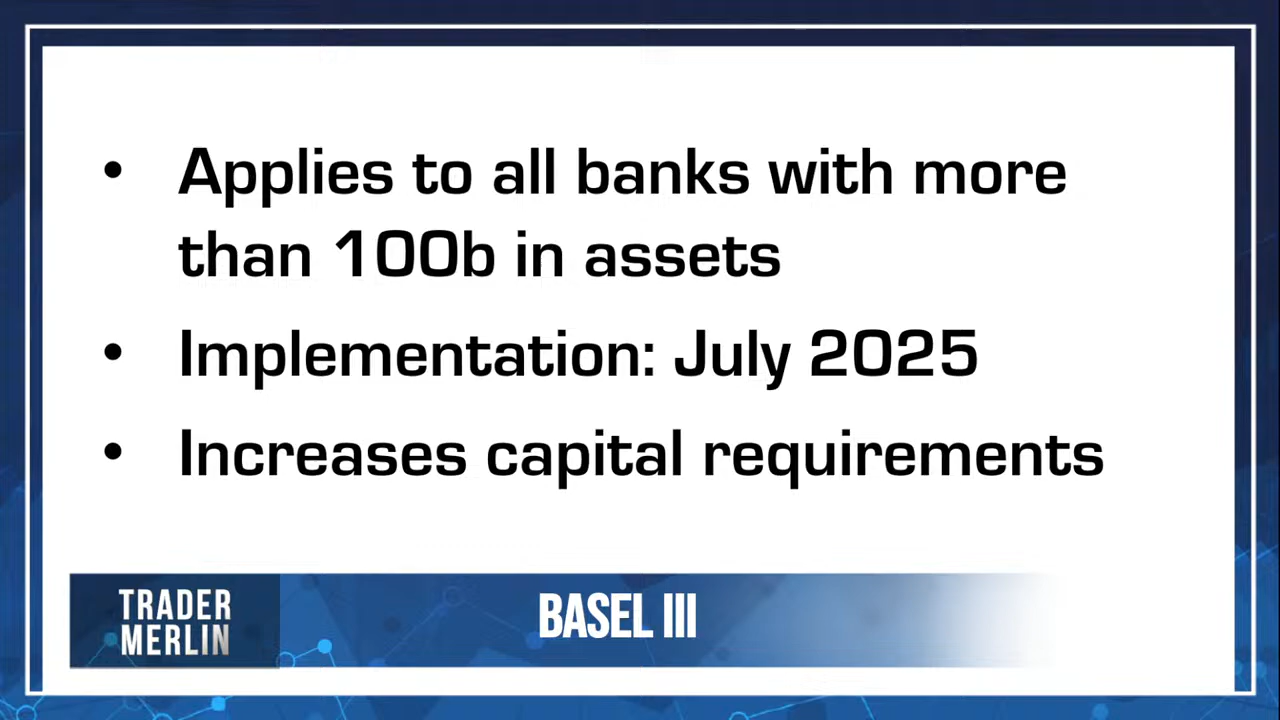 • Applies to all banks with more
than 100b in assets
• Implementation: July 2025
• Increases capital requirements
TRADER
MERLIN
BASEL III